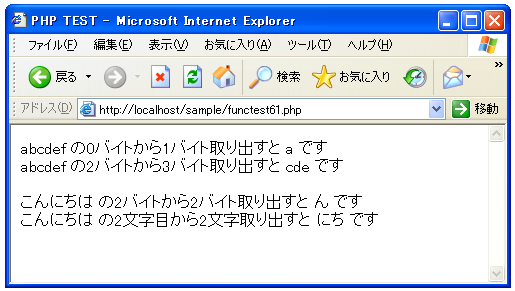 PHP TEST - Microsoft Internet Explorer
ファイル(F) 編集(E) 表示(V) お気に入り(A) ツール(T) ヘルプ(H)
戻る 検索 お気に入り »
アドレス(D) http://localhost/sample/functest61.php 移動
abcdef の0バイトから1バイト取り出すと a です
abcdef の2バイトから3バイト取り出すと cde です
こんにちは の2バイトから2バイト取り出すと ん です
こんにちは の2文字目から2文字取り出すと にち です